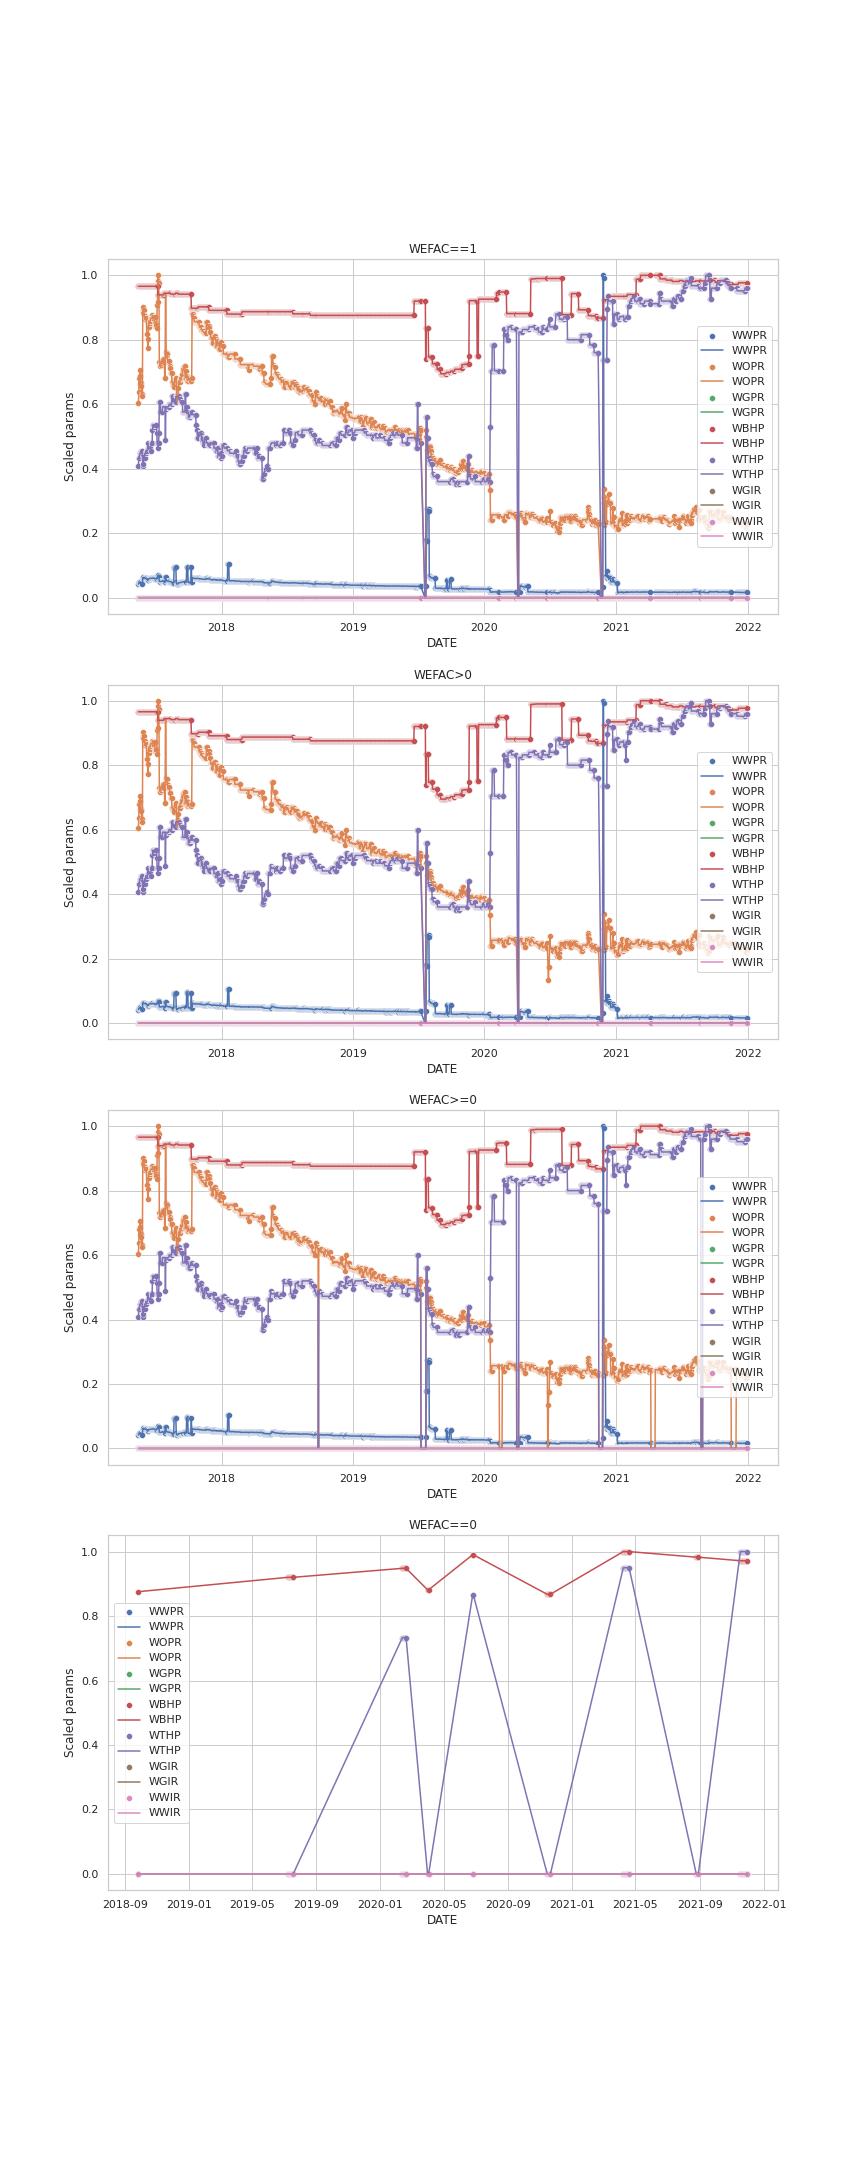 WEFAC==1
1.0
0.8
0.6
0.4
0.2
0.0
Scaled params
WWPR
WWPR
WOPR
WOPR
WGPR
WGPR
WBHP
WBHP
WTHP
WTHP
WGIR
WGIR
WWIR
WWIR
2018 2019 2020 2021 2022
DATE
WEFAC>0
1.0
0.8
0.6
0.4
0.2
0.0
Scaled params
WWPR
WWPR
WOPR
WOPR
WGPR
WGPR
WBHP
WBHP
WTHP
WTHP
WGIR
WGIR
WWIR
WWIR
2018 2019 2020 2021 2022
DATE
WEFAC>=0
1.0
0.8
0.6
0.4
0.2
0.0
Scaled params
WWPR
WWPR
WOPR
WOPR
WGPR
WGPR
WBHP
WBHP
WTHP
WTHP
WGIR
WGIR
WWIR
WWIR
2018 2019 2020 2021 2022
DATE
WEFAC==0
1.0
0.8
0.6
0.4
0.2
0.0
Scaled params
WWPR
WWPR
WOPR
WOPR
WGPR
WGPR
WBHP
WBHP
WTHP
WTHP
WGIR
WGIR
WWIR
WWIR
2018-09 2019-01 2019-05 2019-09 2020-01 2020-05 2020-09 2021-01 2021-05 2021-09 2022-01
DATE